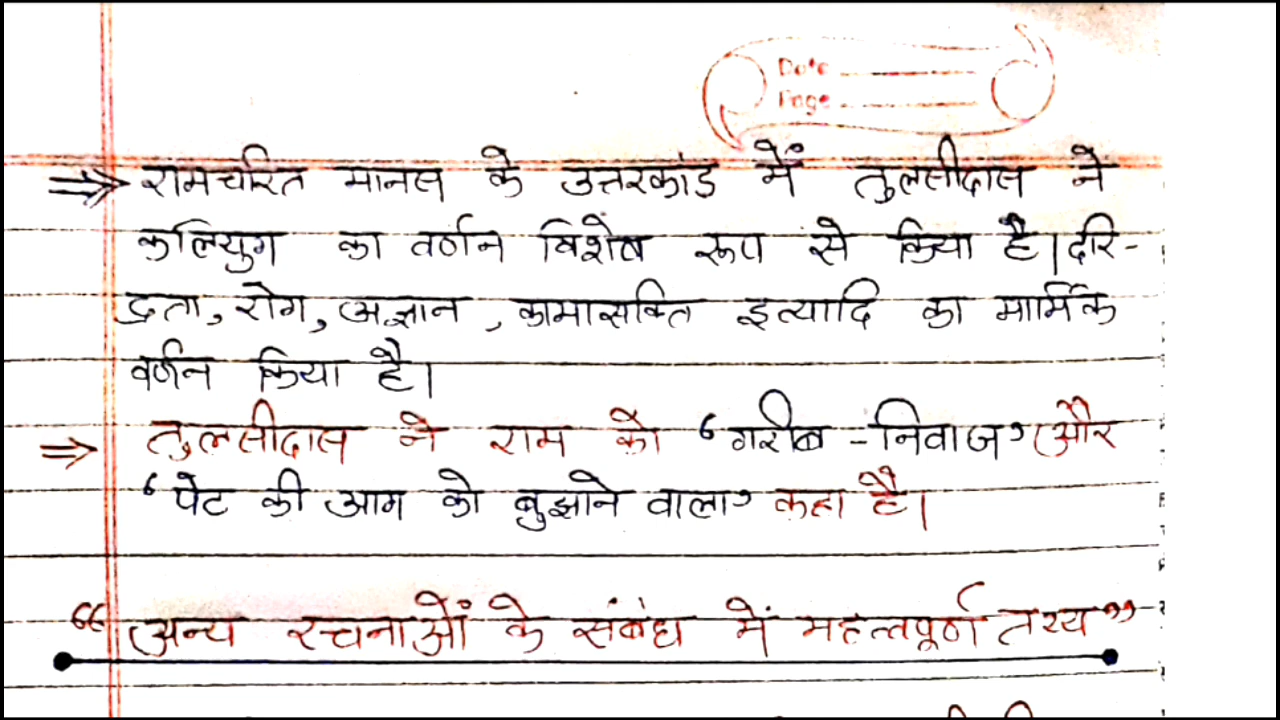 Date
Page
⇒ रामचरित मानस के उत्तरकांड में तुलसीदास ने
कलियुग का वर्णन विशेष रूप से किया है। दरि-
द्रता, रोग, अज्ञान, कामासक्ति इत्यादि का मार्मिक
वर्णन किया है।
⇒ तुलसीदास ने राम को ‘गरीब-निवाज’ और
‘पेट की आग को बुझाने वाला’ कहा है।
“अन्य रचनाओं के संबंध में महत्वपूर्ण तथ्य”